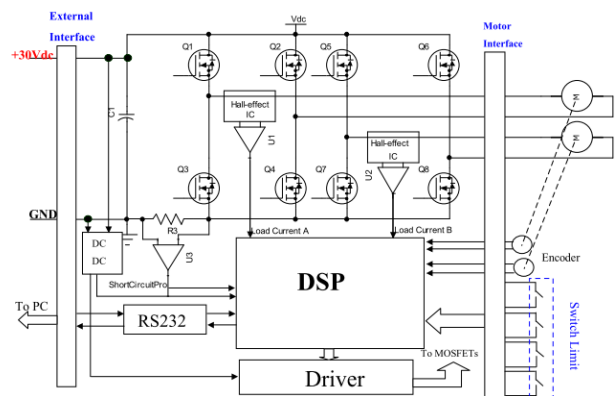 External
Interface
Vdc
Motor
Interface
+30Vdc
Q1
Q2
Q5
Q6
C1
Hall-effect
IC
U1
M
Hall-effect
IC
U2
M
Q3
Q4
Q7
Q8
GND
R3
Load Current A
Load Current B
DC
DC
U3
Encoder
ShortCircuitPro
DSP
To PC
RS232
Switch Limit
To MOSFETs
Driver